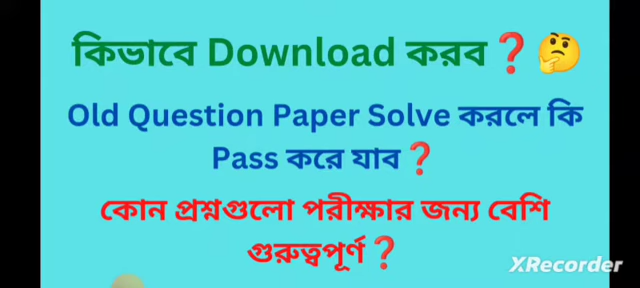 কিভাবে Download করব❓🤔
Old Question Paper Solve করলে কি
Pass করে যাব❓
কোন প্রশ্নগুলো পরীক্ষার জন্য বেশি
গুরুত্বপূর্ণ❓
XRecorder